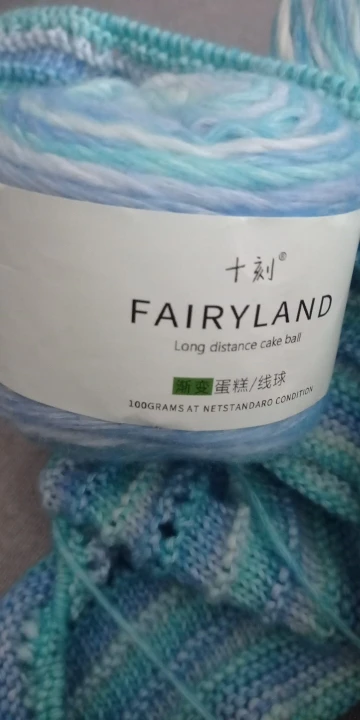 十刻®
FAIRYLAND
Long distance cake ball
渐变蛋糕/线球
100GRAMS AT NETSTANDARD CONDITION